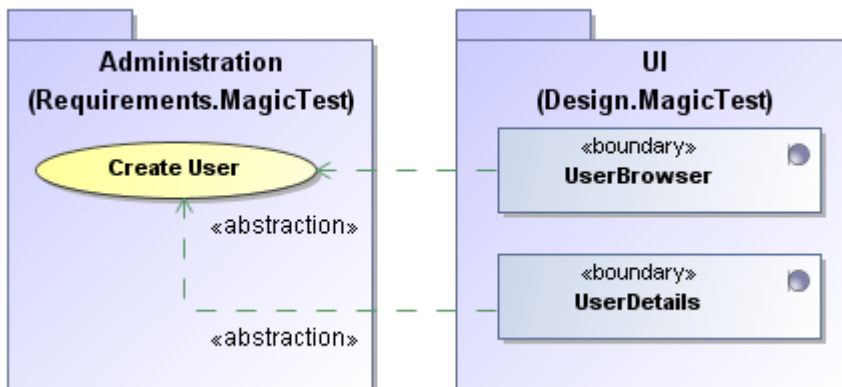 Administration
(Requirements.MagicTest)
Create User
«abstraction»
«abstraction»
UI
(Design.MagicTest)
«boundary»
UserBrowser
«boundary»
UserDetails